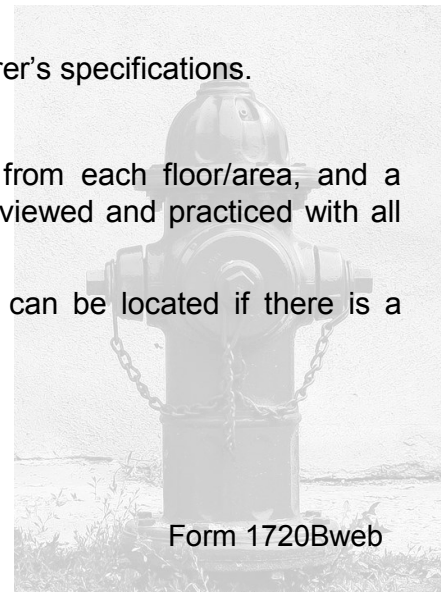 rer's specifications.
from each floor/area, and a
viewed and practiced with all
can be located if there is a
Form 1720Bweb